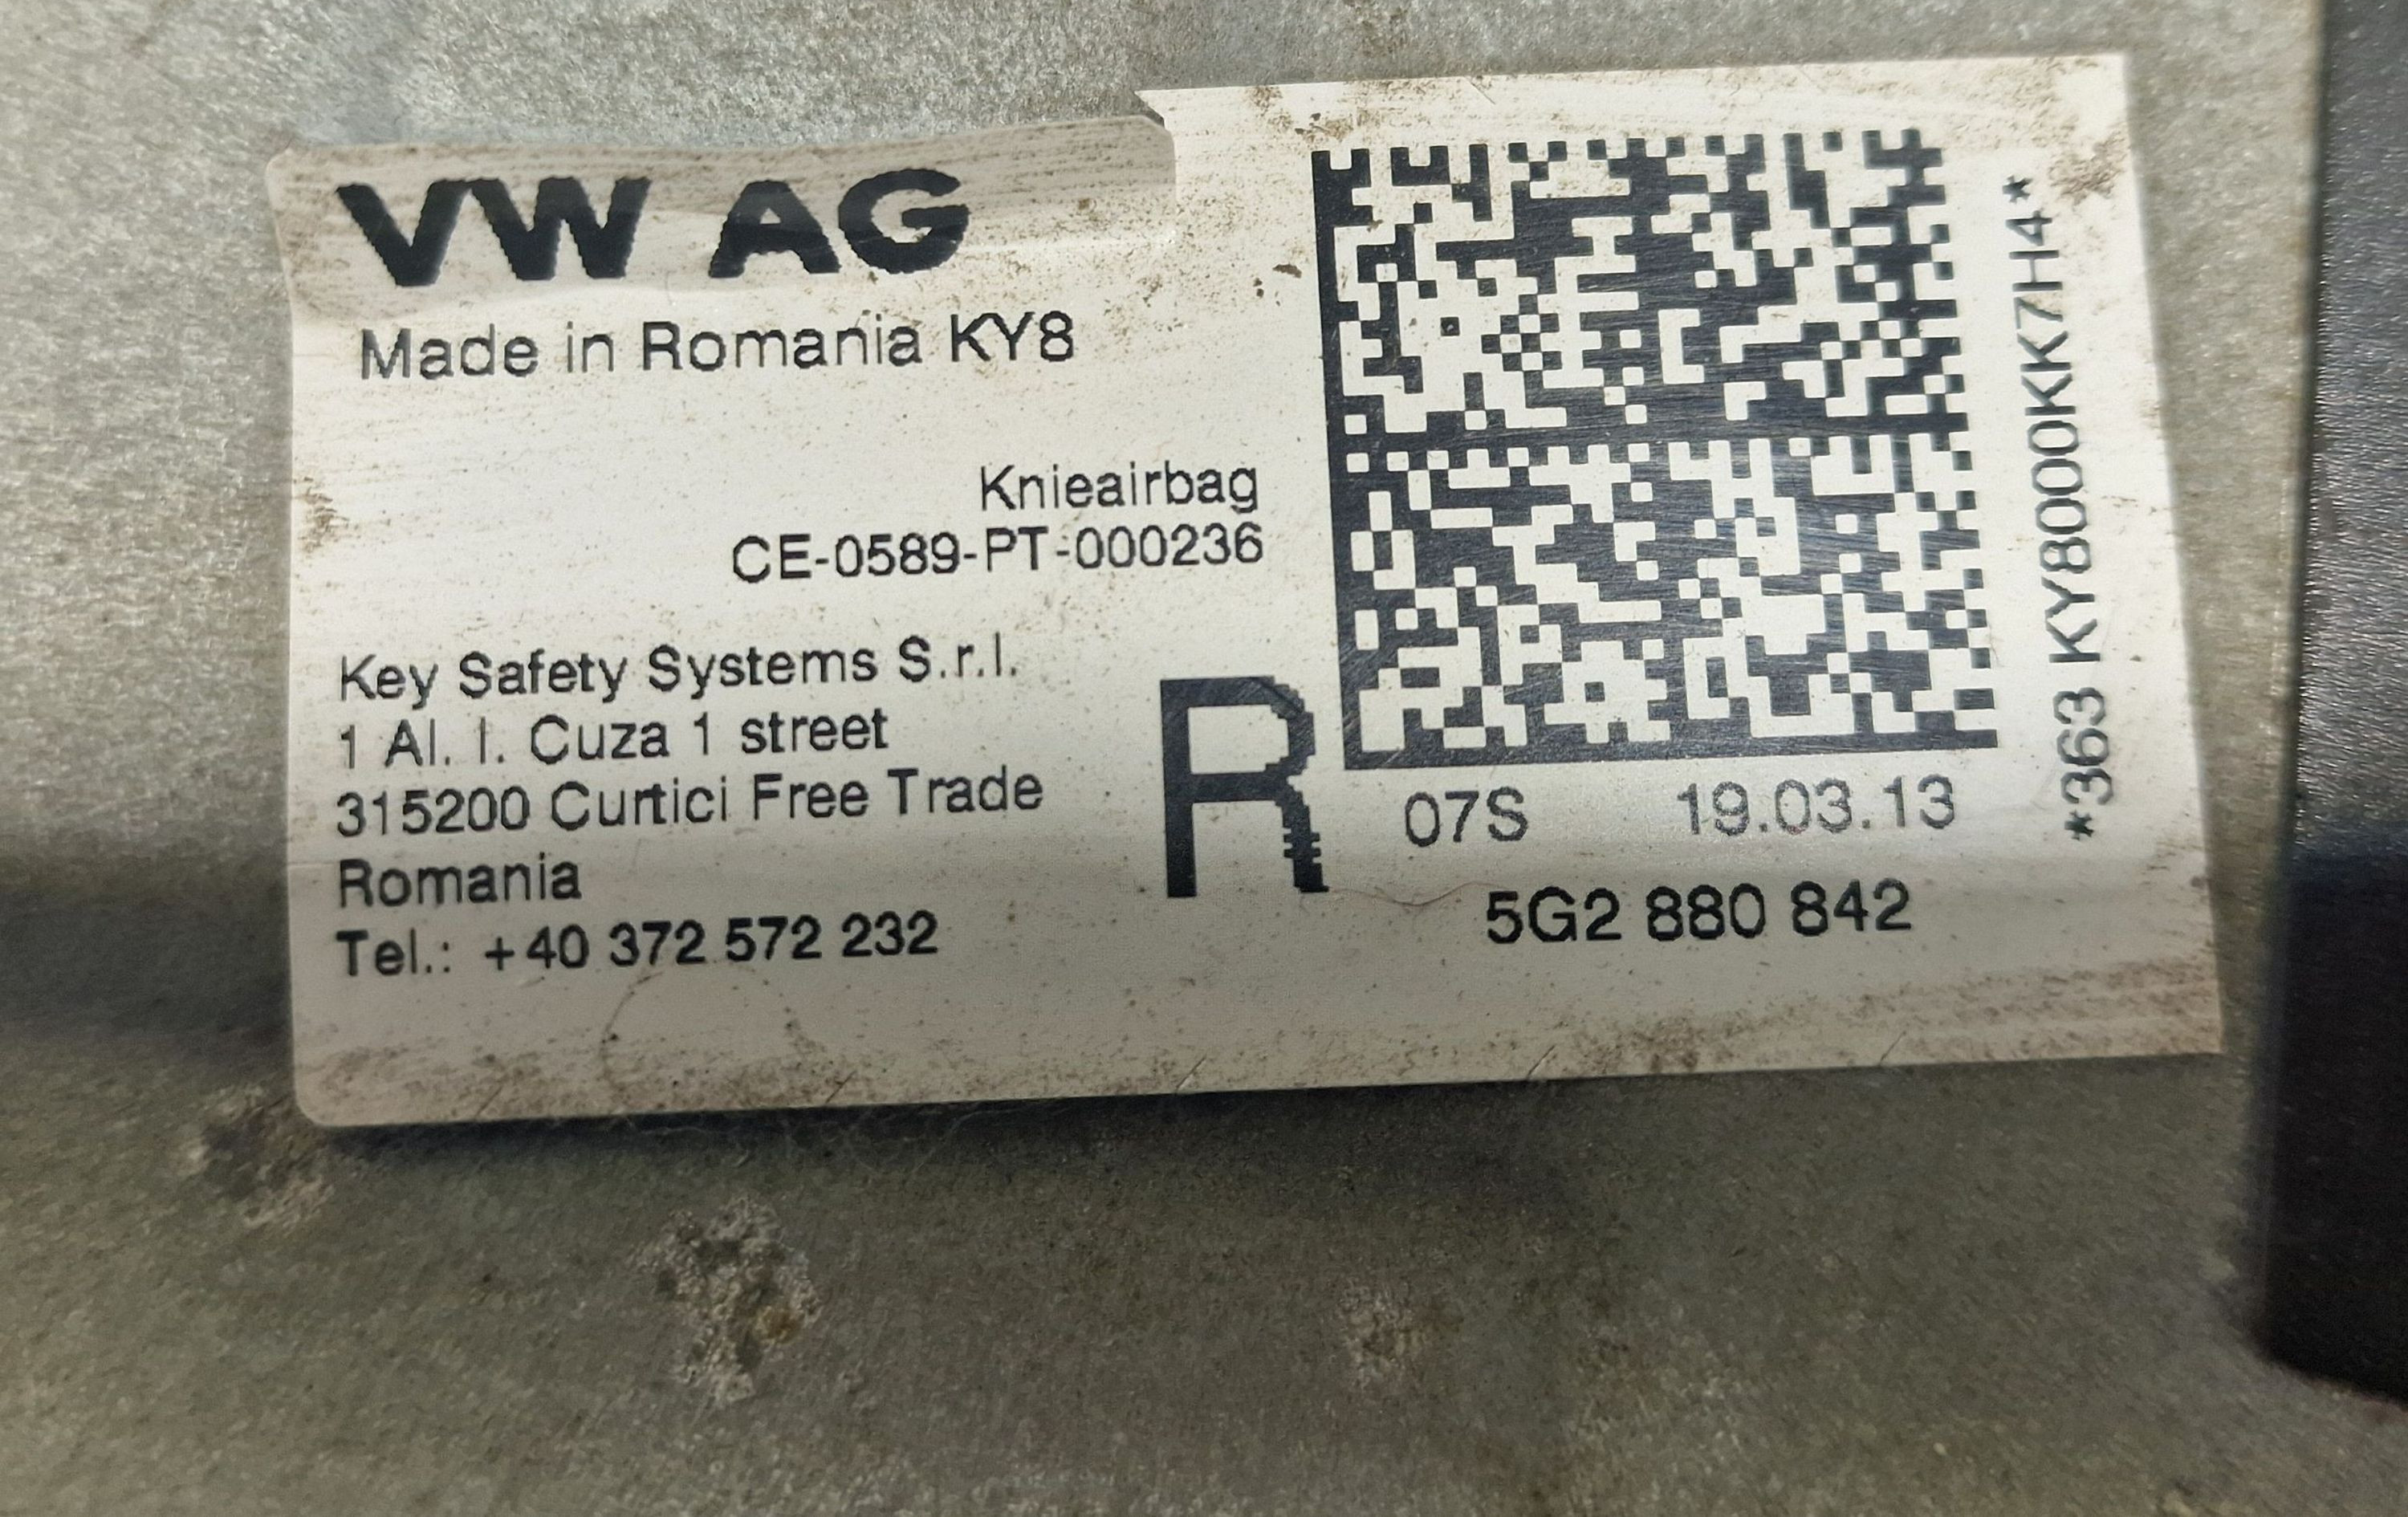 VW AG
Made in Romania KY8
Knieairbag
CE-0589-PT-000236
Key Safety Systems S.r.l.
1 Al. I. Cuza 1 street
315200 Curtici Free Trade
Romania
Tel.: +40 372 572 232
R
07S 19.03.13
5G2 880 842
*363 KY8000KK7H4*